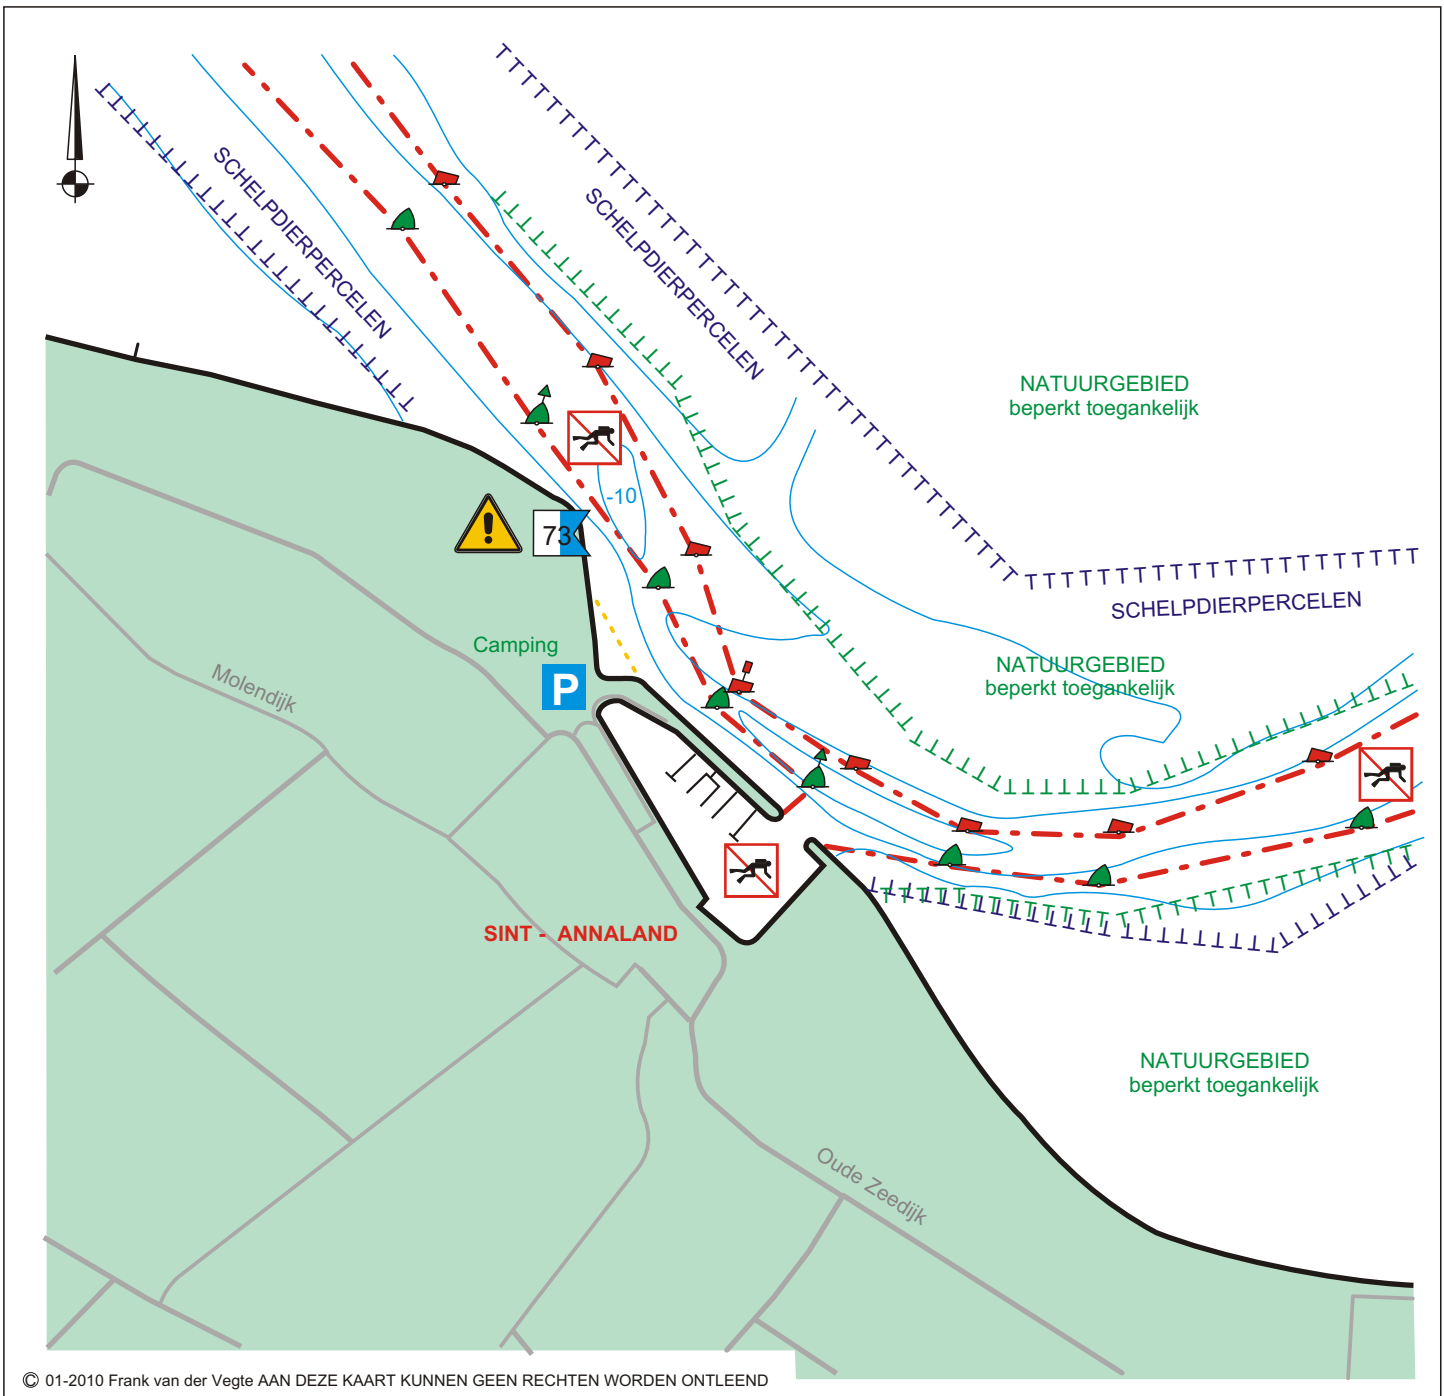 SCHELPDIERPERCELEN
SCHELPDIERPERCELEN
NATUURGEBIED
beperkt toegankelijk
-10
73
SCHELPDIERPERCELEN
Camping
P
Molendijk
NATUURGEBIED
beperkt toegankelijk
SINT - ANNALAND
NATUURGEBIED
beperkt toegankelijk
Oude Zeedijk
© 01-2010 Frank van der Vegte AAN DEZE KAART KUNNEN GEEN RECHTEN WORDEN ONTLEEND